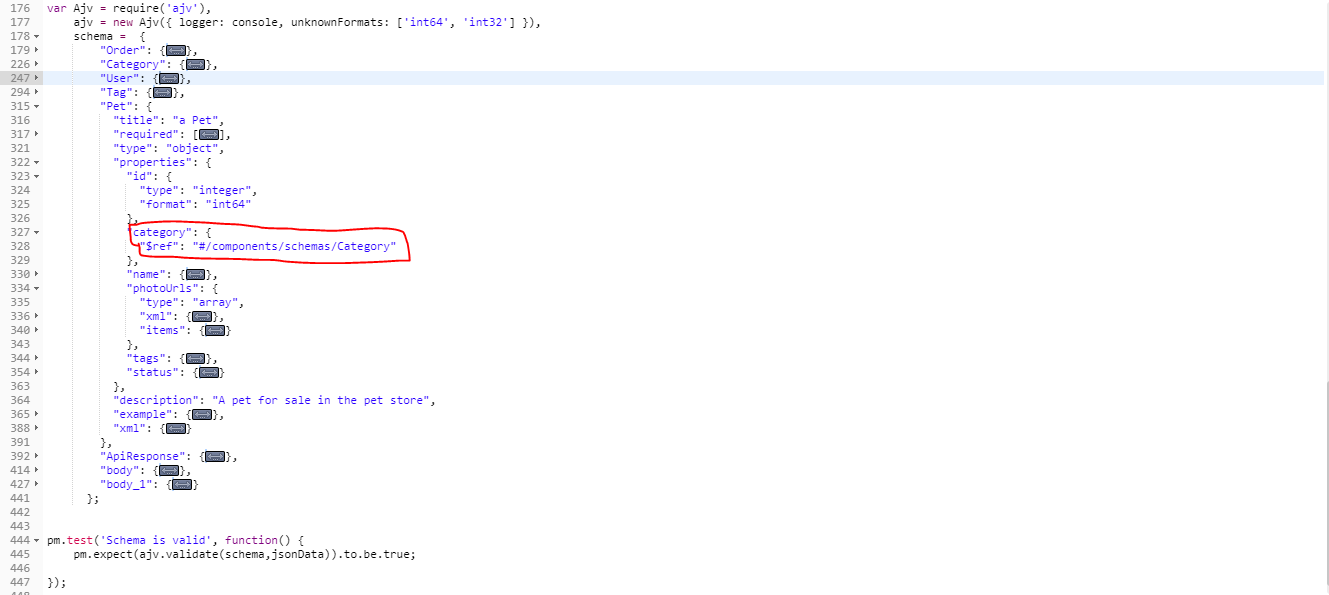 176 var Ajv = require('ajv'),
177 ajv = new Ajv({ logger: console, unknownFormats: ['int64', 'int32'] }),
178 schema = {
179 "Order": {},
226 "Category": {},
247 "User": {},
294 "Tag": {},
315 "Pet": {
316 "title": "a Pet",
317 "required": [],
321 "type": "object",
322 "properties": {
323 "id": {
324 "type": "integer",
325 "format": "int64"
326 },
327 "category": {
328 "$ref": "#/components/schemas/Category"
329 },
330 "name": {},
334 "photoUrls": {
335 "type": "array",
336 "xml": {},
340 "items": {}
343 },
344 "tags": {},
354 "status": {}
363 },
364 "description": "A pet for sale in the pet store",
365 "example": {},
388 "xml": {}
391 },
392 "ApiResponse": {},
414 "body": {},
427 "body_1": {}
441 };
442
443
444 pm.test('Schema is valid', function() {
445 pm.expect(ajv.validate(schema,jsonData)).to.be.true;
446
447 });